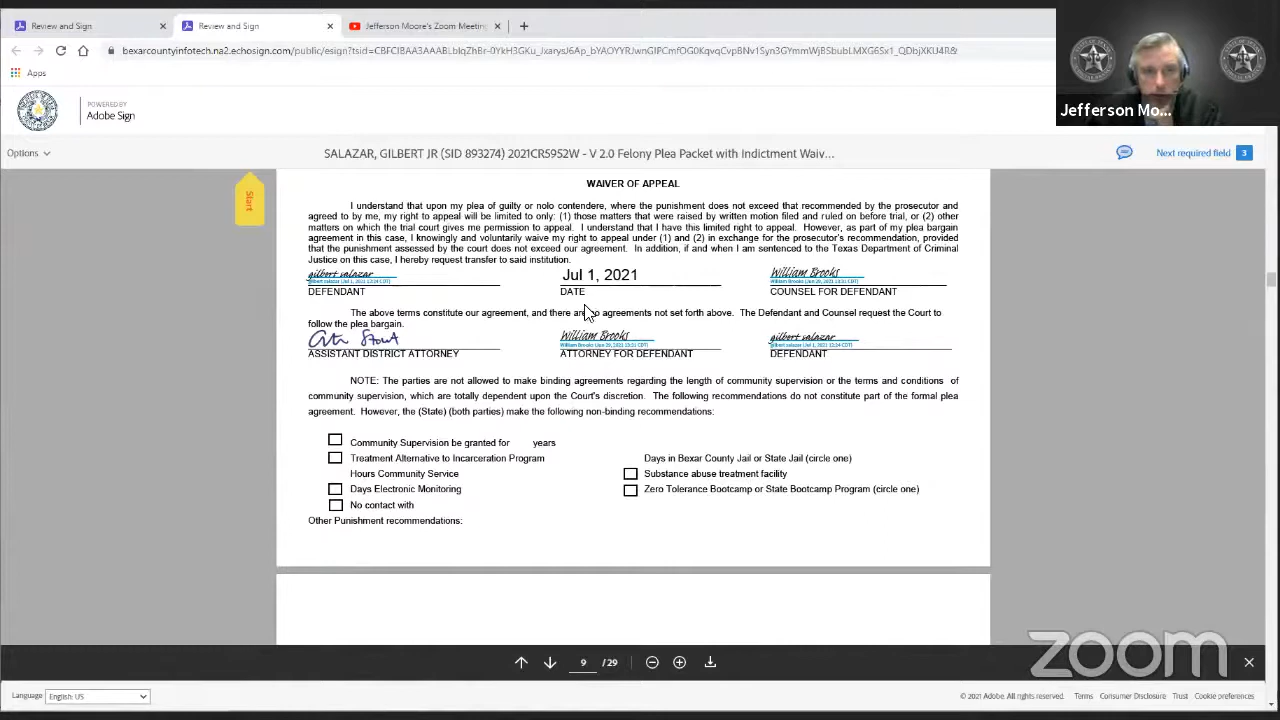 Review and Sign
Review and Sign
Jefferson Moore's Zoom Meeting
Apps
POWERED BY
Adobe Sign
Jefferson Mo...
Options
SALAZAR, GILBERT JR (SID 893274) 2021CR5952W - V 2.0 Felony Plea Packet with Indictment Waiv...
Next required field 3
Start
WAIVER OF APPEAL
I understand that upon my plea of guilty or nolo contendere, where the punishment does not exceed that recommended by the prosecutor and
agreed to by me, my right to appeal will be limited to only: (1) those matters that were raised by written motion filed and ruled on before trial, or (2) other
matters on which the trial court gives me permission to appeal. I understand that I have this limited right to appeal. However, as part of my plea bargain
agreement in this case, I knowingly and voluntarily waive my right to appeal under (1) and (2) in exchange for the prosecutor's recommendation, provided
that the punishment assessed by the court does not exceed our agreement. In addition, if and when I am sentenced to the Texas Department of Criminal
Justice on this case, I hereby request transfer to said institution.
gilbert salazar Jul 1, 2021 William Brooks
DEFENDANT DATE COUNSEL FOR DEFENDANT
The above terms constitute our agreement, and there are no agreements not set forth above. The Defendant and Counsel request the Court to
follow the plea bargain.
William Brooks gilbert salazar
ASSISTANT DISTRICT ATTORNEY ATTORNEY FOR DEFENDANT DEFENDANT
NOTE: The parties are not allowed to make binding agreements regarding the length of community supervision or the terms and conditions of
community supervision, which are totally dependent upon the Court's discretion. The following recommendations do not constitute part of the formal plea
agreement. However, the (State) (both parties) make the following non-binding recommendations:
Community Supervision be granted for years
Treatment Alternative to Incarceration Program Days in Bexar County Jail or State Jail (circle one)
Hours Community Service Substance abuse treatment facility
Days Electronic Monitoring Zero Tolerance Bootcamp or State Bootcamp Program (circle one)
No contact with
Other Punishment recommendations:
9 / 29
zoom
Language English: US
© 2021 Adobe. All rights reserved. Terms Consumer Disclosure Trust Cookie preferences